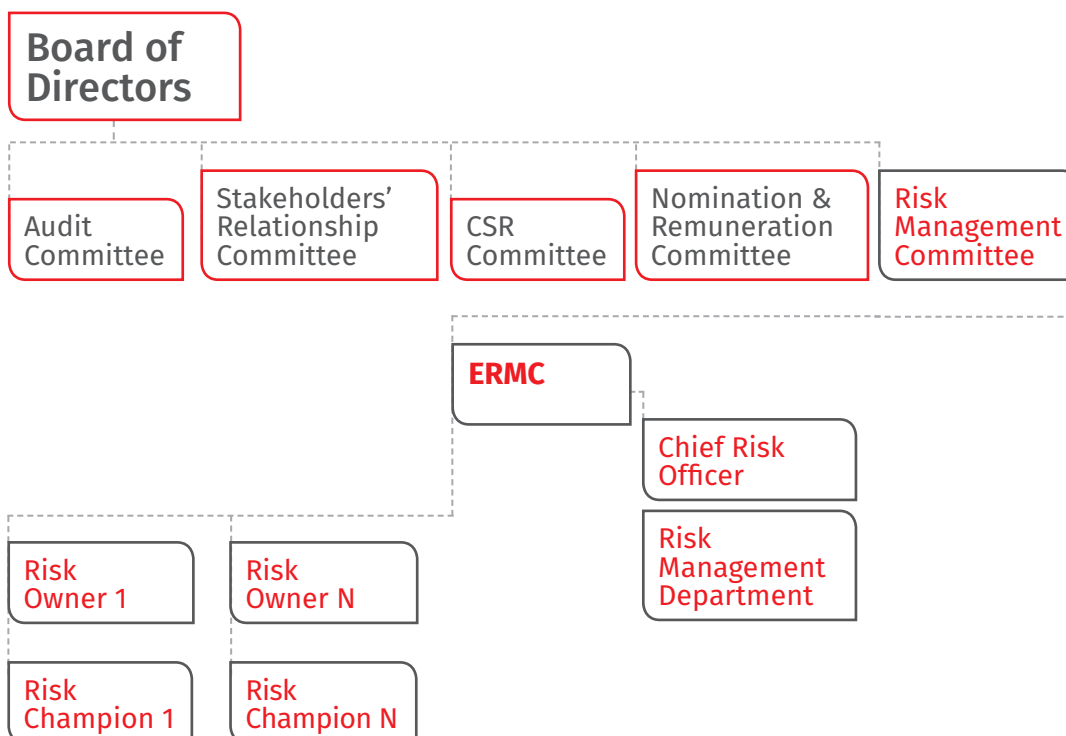 Board of
Directors
Audit
Committee
Stakeholders’
Relationship
Committee
CSR
Committee
Nomination &
Remuneration
Committee
Risk
Management
Committee
ERMC
Chief Risk
Officer
Risk
Management
Department
Risk
Owner 1
Risk
Owner N
Risk
Champion 1
Risk
Champion N